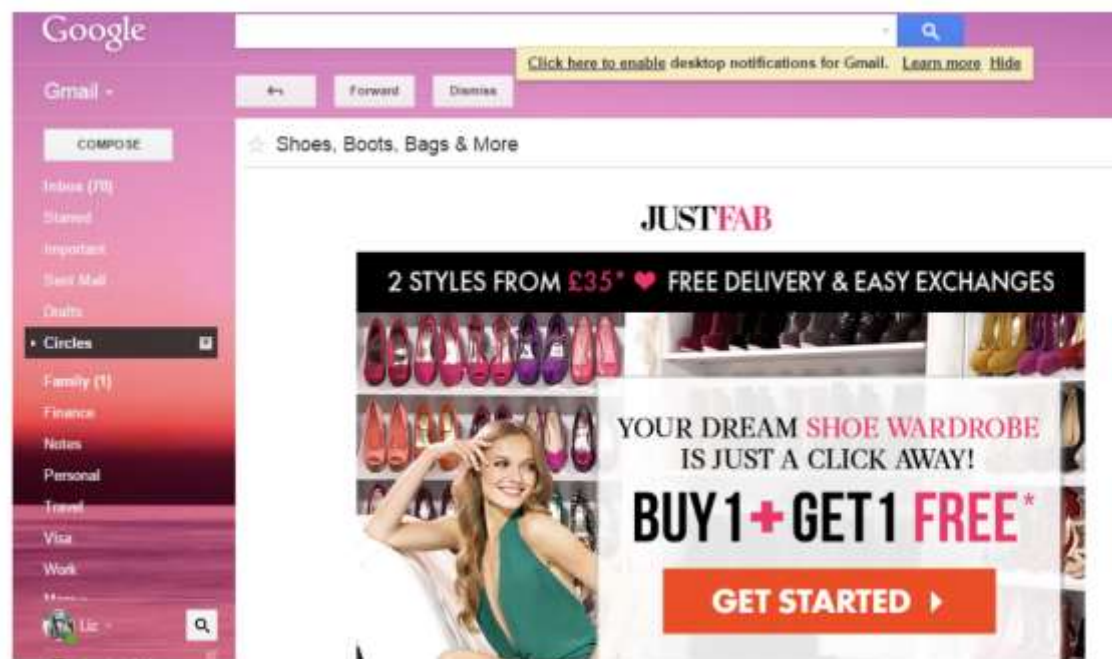 Google
Click here to enable desktop notifications for Gmail. Learn more Hide
Gmail
Forward
Dismiss
COMPOSE
Shoes, Boots, Bags & More
Inbox (70)
Starred
Important
Sent Mail
Drafts
Circles
Family (1)
Finance
Notes
Personal
Travel
Visa
Work
Liz
JUSTFAB
2 STYLES FROM £35* ❤ FREE DELIVERY & EASY EXCHANGES
YOUR DREAM SHOE WARDROBE
IS JUST A CLICK AWAY!
BUY 1 + GET 1 FREE*
GET STARTED